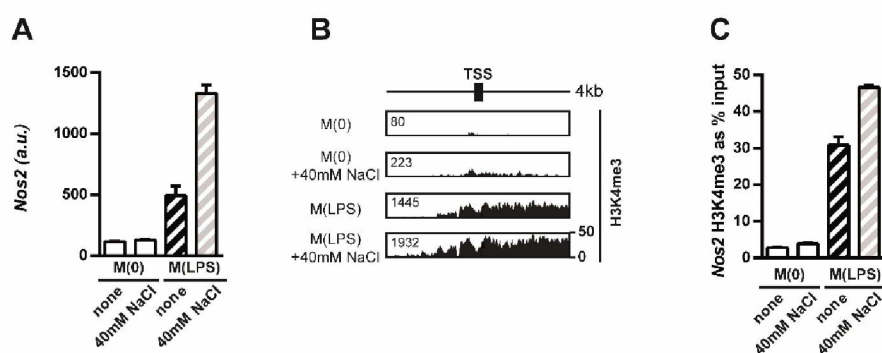 A
Nos2 (a.u.)
1500
1000
500
0
M(0)
M(LPS)
none
40mM NaCl
none
40mM NaCl
B
TSS
4kb
M(0)
80
M(0)
+40mM NaCl
223
M(LPS)
1445
M(LPS)
+40mM NaCl
1932
50
0
H3K4me3
C
Nos2 H3K4me3 as % input
50
40
30
20
10
0
M(0)
M(LPS)
none
40mM NaCl
none
40mM NaCl